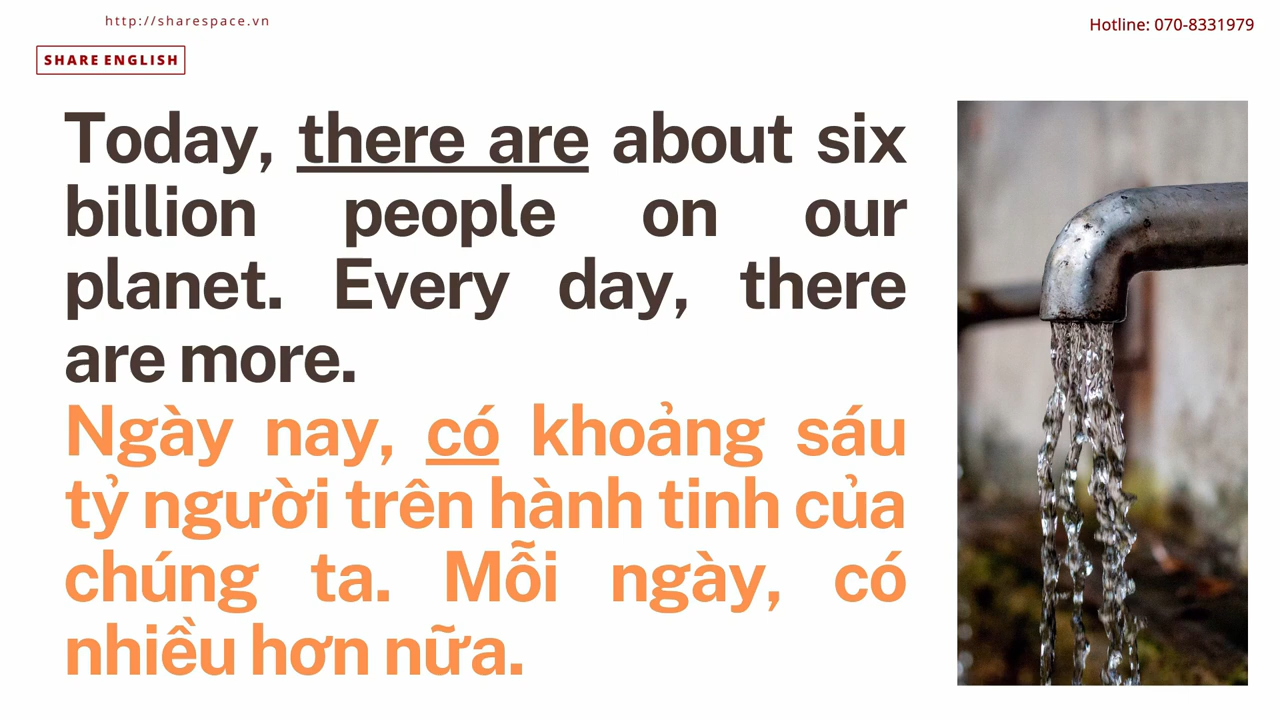 http://sharespace.vn
Hotline: 070-8331979
SHARE ENGLISH
Today, there are about six
billion people on our
planet. Every day, there
are more.
Ngày nay, có khoảng sáu
tỷ người trên hành tinh của
chúng ta. Mỗi ngày, có
nhiều hơn nữa.